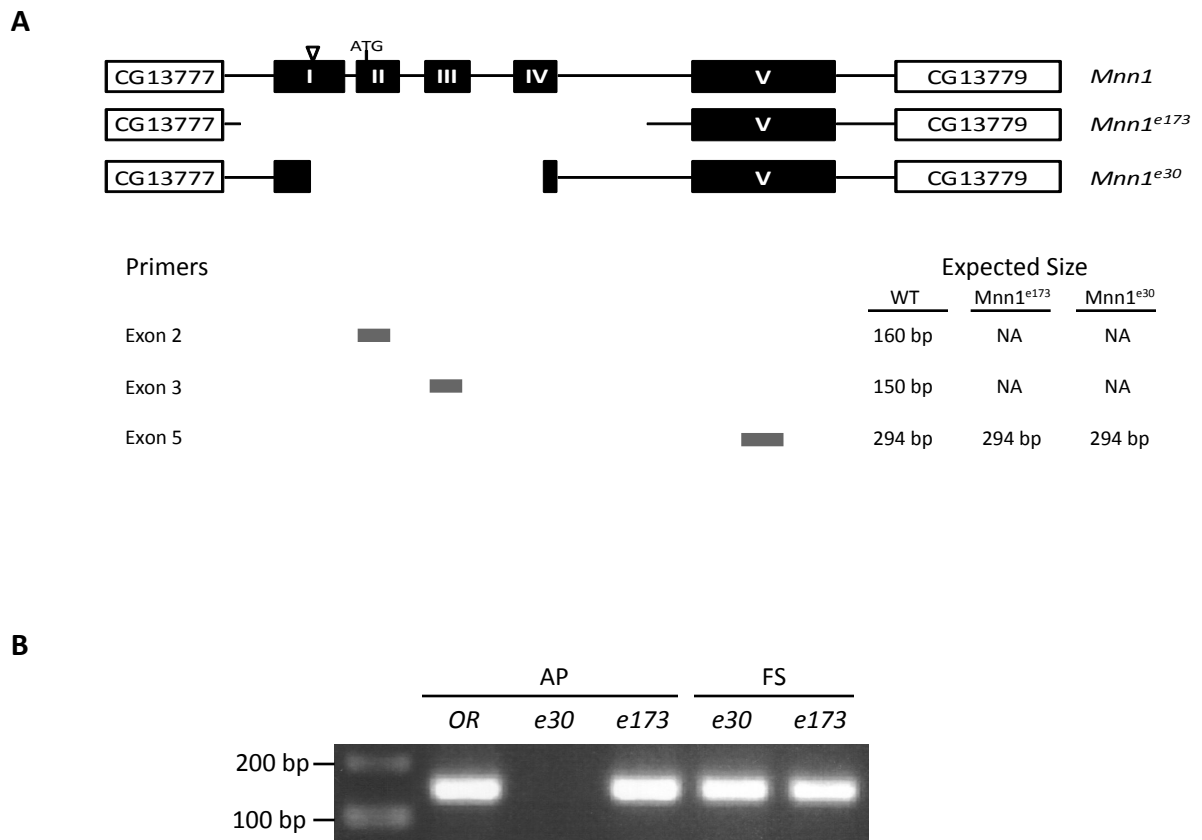 A
ATG
CG13777 I II III IV V CG13779 Mnn1
CG13777 V CG13779 Mnn1e173
CG13777 V CG13779 Mnn1e30
Primers Expected Size
WT Mnn1e173 Mnn1e30
Exon 2 160 bp NA NA
Exon 3 150 bp NA NA
Exon 5 294 bp 294 bp 294 bp
B
AP FS
OR e30 e173 e30 e173
200 bp
100 bp